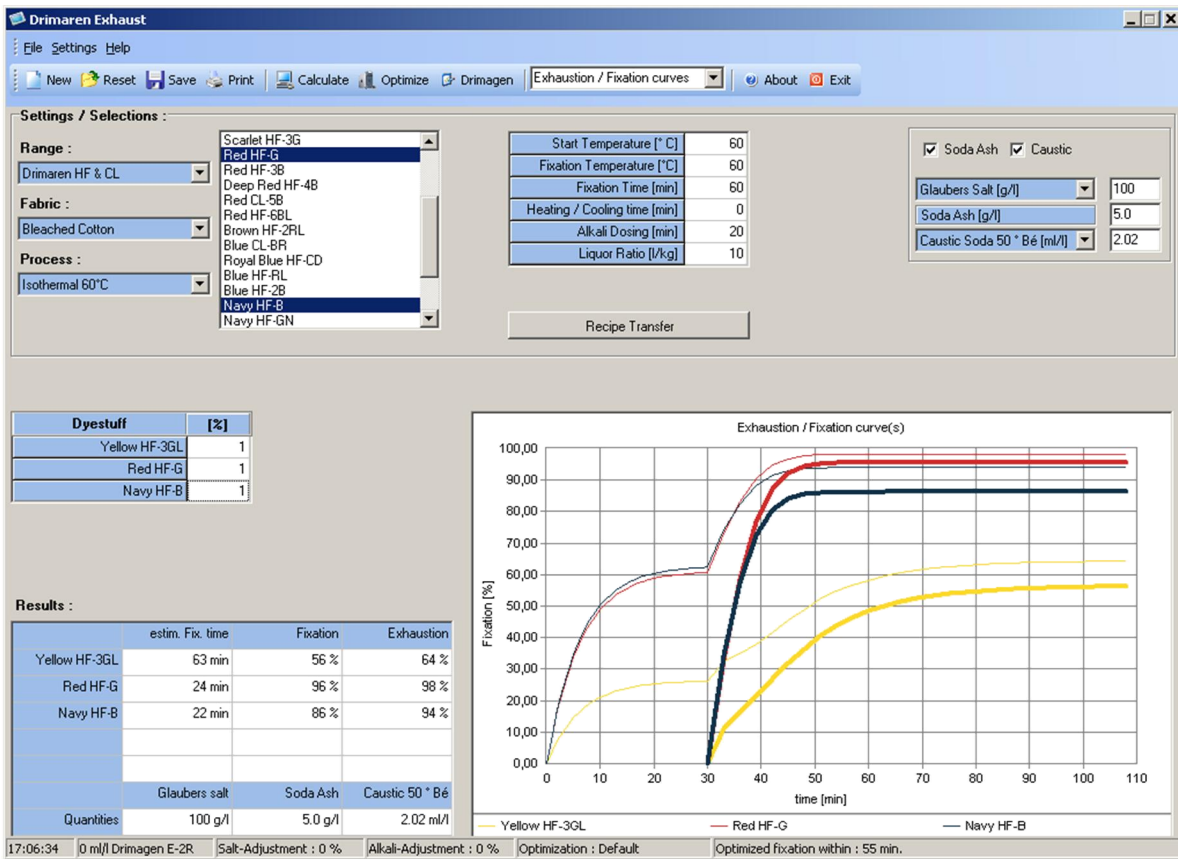 Drimaren Exhaust
File Settings Help
New Reset Save Print Calculate Optimize Drimagen Exhaustion / Fixation curves About Exit
Settings / Selections :
Range :
Drimaren HF & CL
Fabric :
Bleached Cotton
Process :
Isothermal 60°C
Scarlet HF-3G
Red HF-G
Red HF-3B
Deep Red HF-4B
Red CL-5B
Red HF-6BL
Brown HF-2RL
Blue CL-BR
Royal Blue HF-CD
Blue HF-RL
Blue HF-2B
Navy HF-B
Navy HF-GN
Start Temperature [° C] 60
Fixation Temperature [°C] 60
Fixation Time [min] 60
Heating / Cooling time [min] 0
Alkali Dosing [min] 20
Liquor Ratio [l/kg] 10
Recipe Transfer
Soda Ash Caustic
Glaubers Salt [g/l] 100
Soda Ash [g/l] 5.0
Caustic Soda 50 ° Bé [ml/l] 2.02
Dyestuff [%]
Yellow HF-3GL 1
Red HF-G 1
Navy HF-B 1
Results :
estim. Fix. time Fixation Exhaustion
Yellow HF-3GL 63 min 56 % 64 %
Red HF-G 24 min 96 % 98 %
Navy HF-B 22 min 86 % 94 %
Glaubers salt Soda Ash Caustic 50 ° Bé
Quantities 100 g/l 5.0 g/l 2.02 ml/l
Exhaustion / Fixation curve(s)
100,00
90,00
80,00
70,00
60,00
50,00
40,00
30,00
20,00
10,00
0,00
Fixation [%]
0 10 20 30 40 50 60 70 80 90 100 110
time [min]
Yellow HF-3GL Red HF-G Navy HF-B
17:06:34 0 ml/l Drimagen E-2R Salt-Adjustment : 0 % Alkali-Adjustment : 0 % Optimization : Default Optimized fixation within : 55 min.